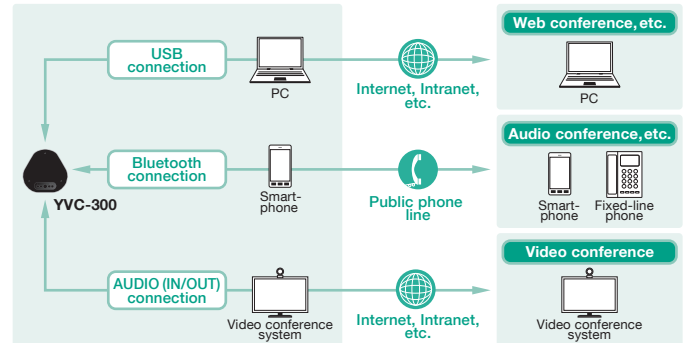 USB
connection
PC
Internet, Intranet,
etc.
Web conference, etc.
PC
YVC-300
Bluetooth
connection
Smart-
phone
Public phone
line
Audio conference, etc.
Smart-
phone
Fixed-line
phone
AUDIO (IN/OUT)
connection
Video conference
system
Internet, Intranet,
etc.
Video conference
Video conference
system